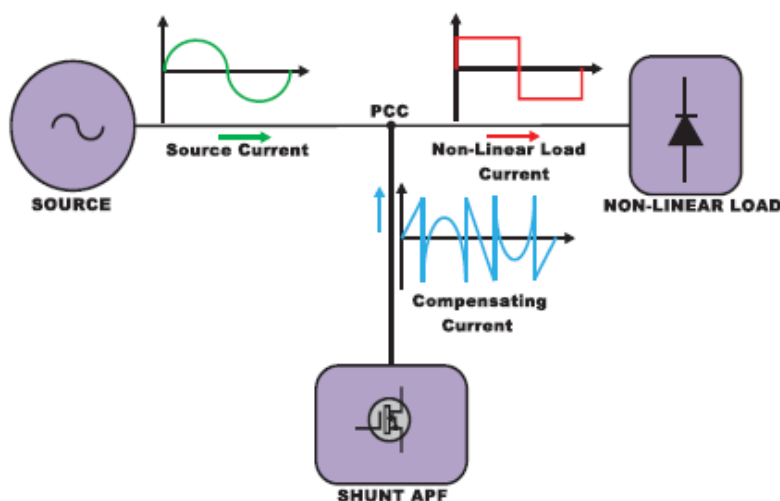 PCC
Source Current
Non-Linear Load
Current
SOURCE
NON-LINEAR LOAD
Compensating
Current
SHUNT APF